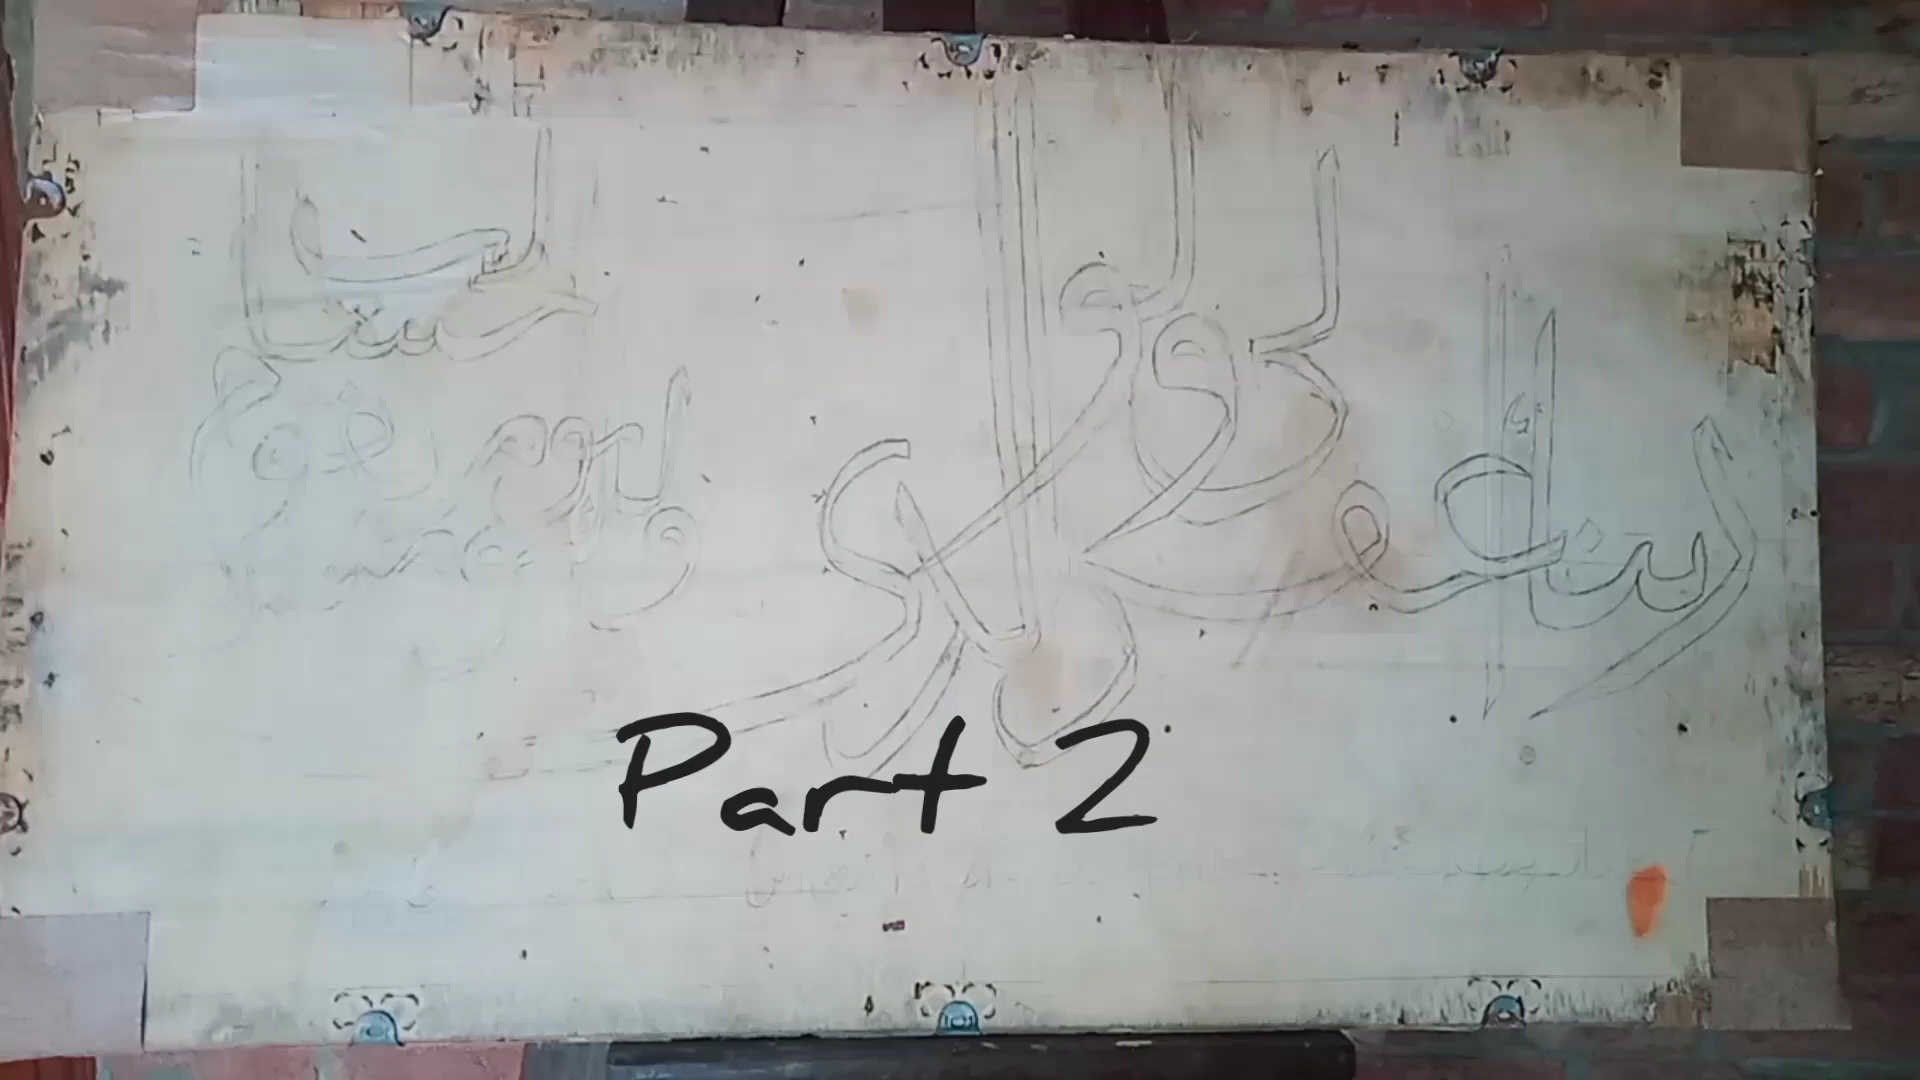 ربنا اغفر لي ولوالدي
وللمؤمنين
يوم يقوم
الحساب
Part 2